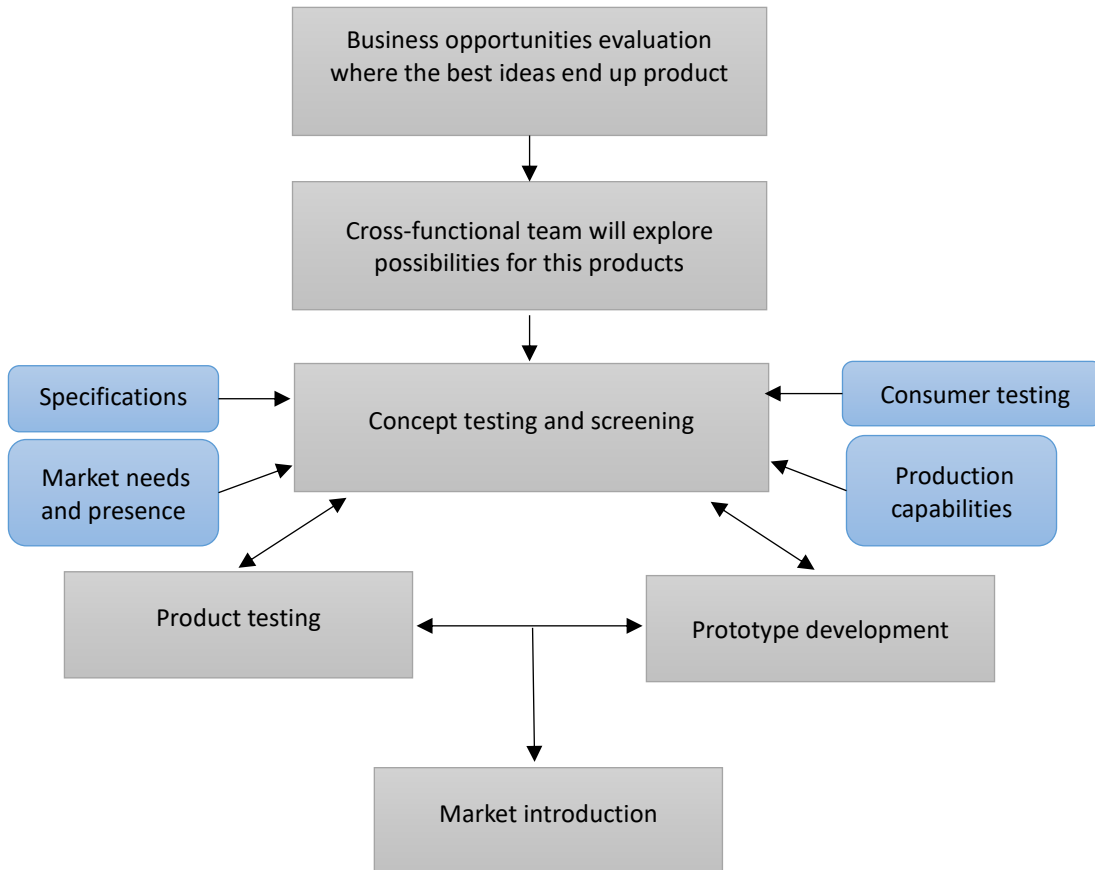 Business opportunities evaluation
where the best ideas end up product
Cross-functional team will explore
possibilities for this products
Specifications
Concept testing and screening
Consumer testing
Market needs
and presence
Production
capabilities
Product testing
Prototype development
Market introduction